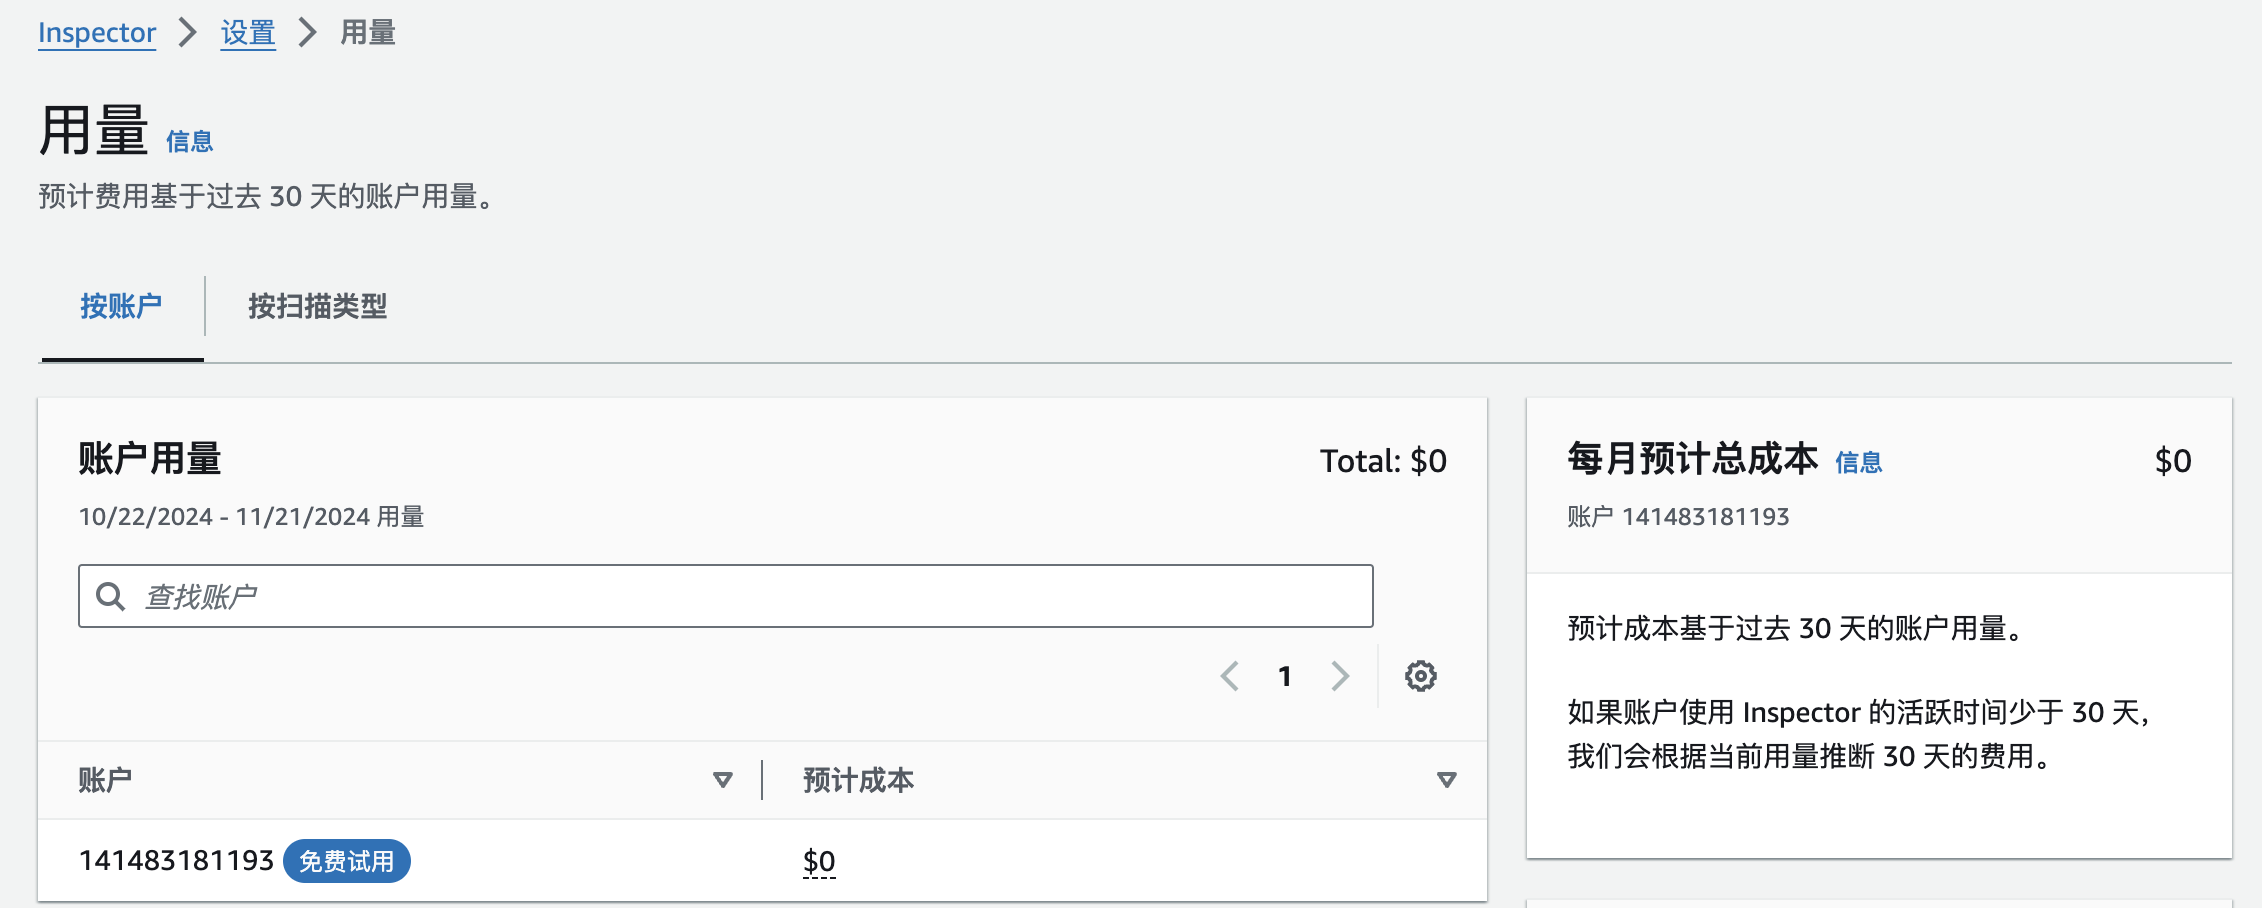 Inspector
设置
用量
用量 信息
预计费用基于过去 30 天的账户用量。
按账户
按扫描类型
账户用量
Total: $0
10/22/2024 - 11/21/2024 用量
查找账户
1
账户
预计成本
141483181193 免费试用
$0
每月预计总成本 信息
$0
账户 141483181193
预计成本基于过去 30 天的账户用量。
如果账户使用 Inspector 的活跃时间少于 30 天，
我们会根据当前用量推断 30 天的费用。